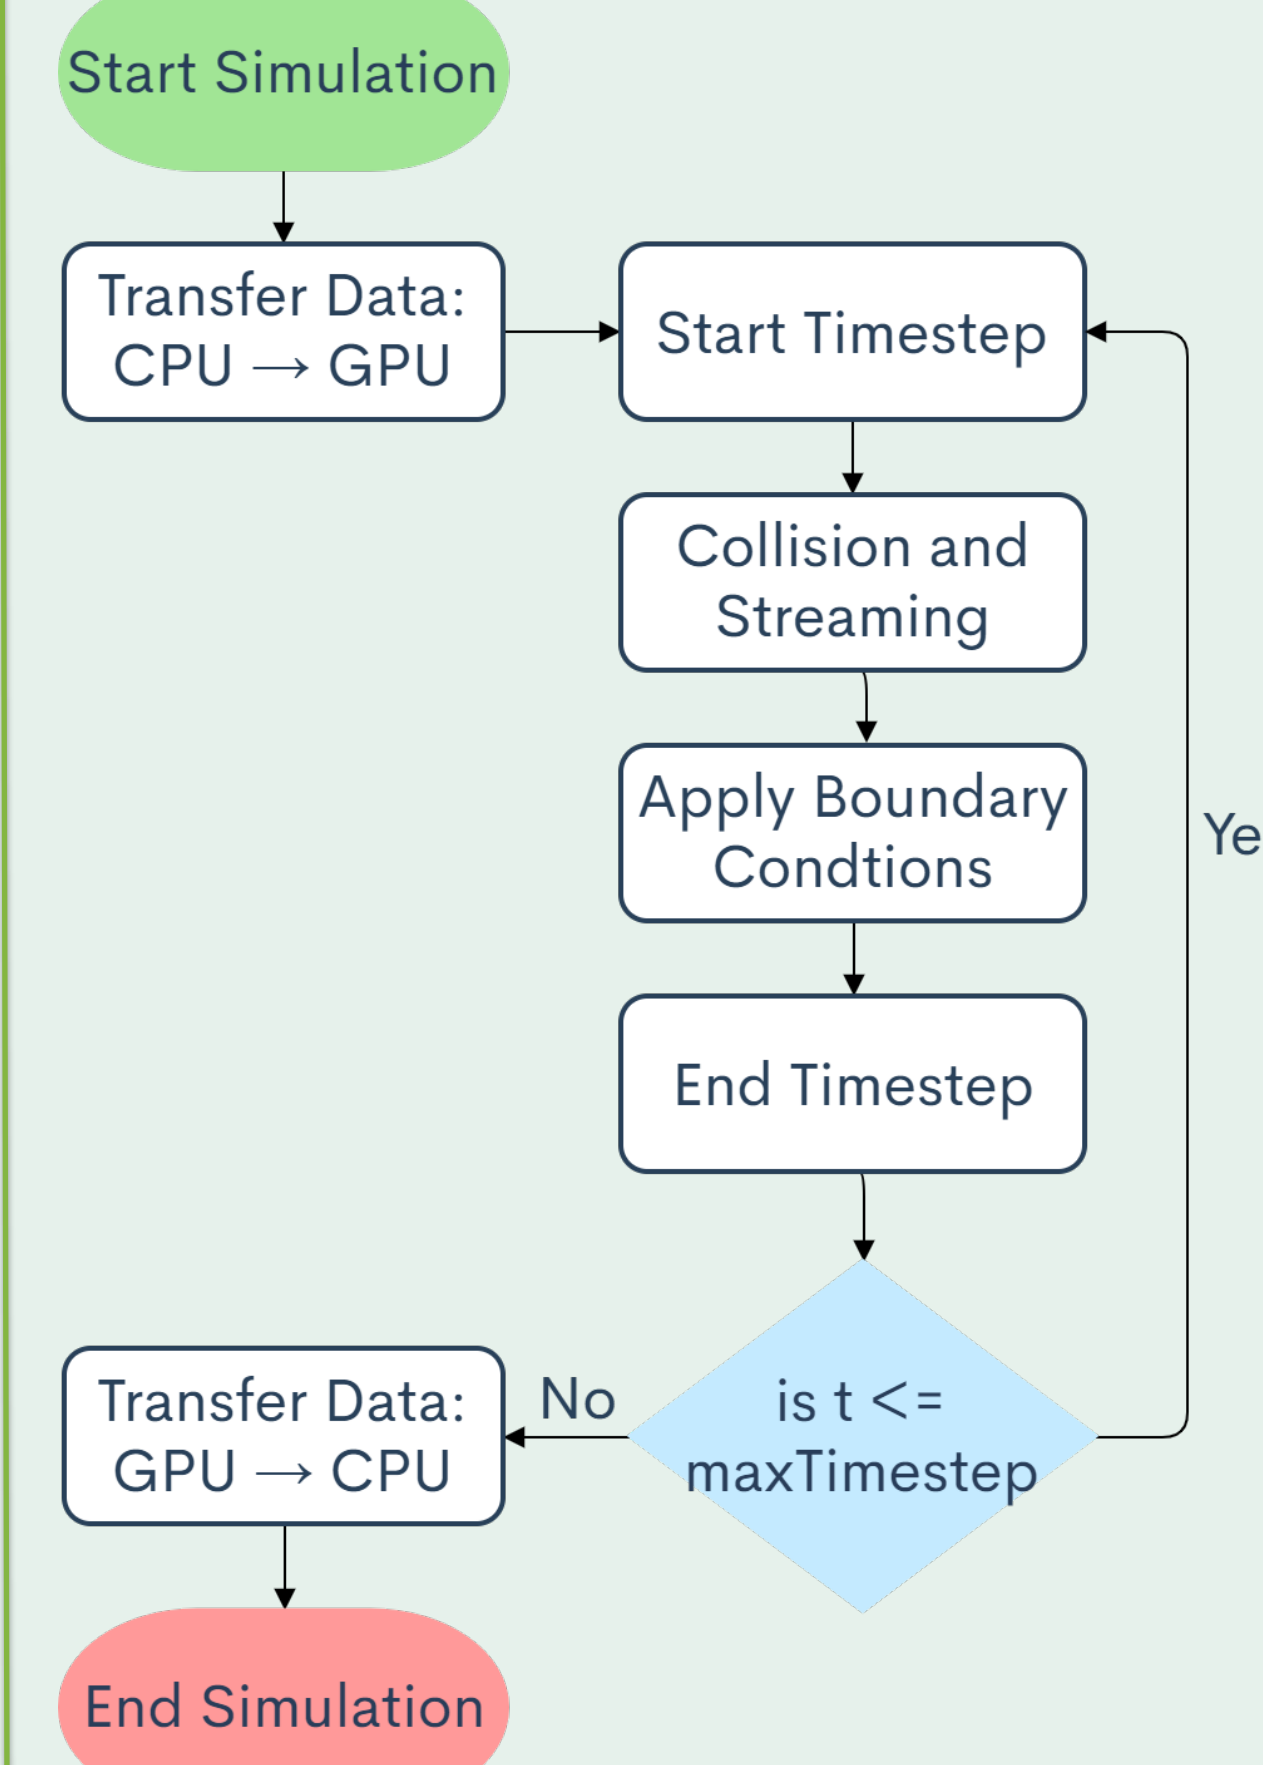 Start Simulation
Transfer Data:
CPU → GPU
Start Timestep
Collision and
Streaming
Apply Boundary
Condtions
Ye
End Timestep
is t <=
maxTimestep
No
Transfer Data:
GPU → CPU
End Simulation